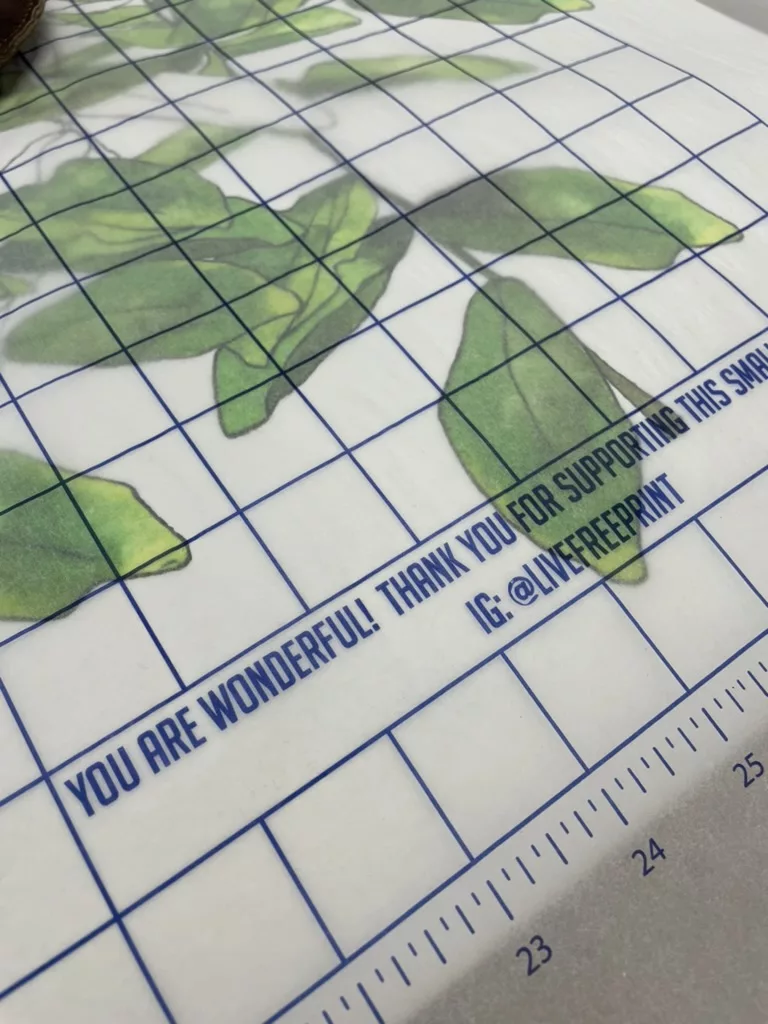 YOU ARE WONDERFUL! THANK YOU FOR SUPPORTING THIS SMAL
IG: @LIVEFREEPRINT
23
24
25